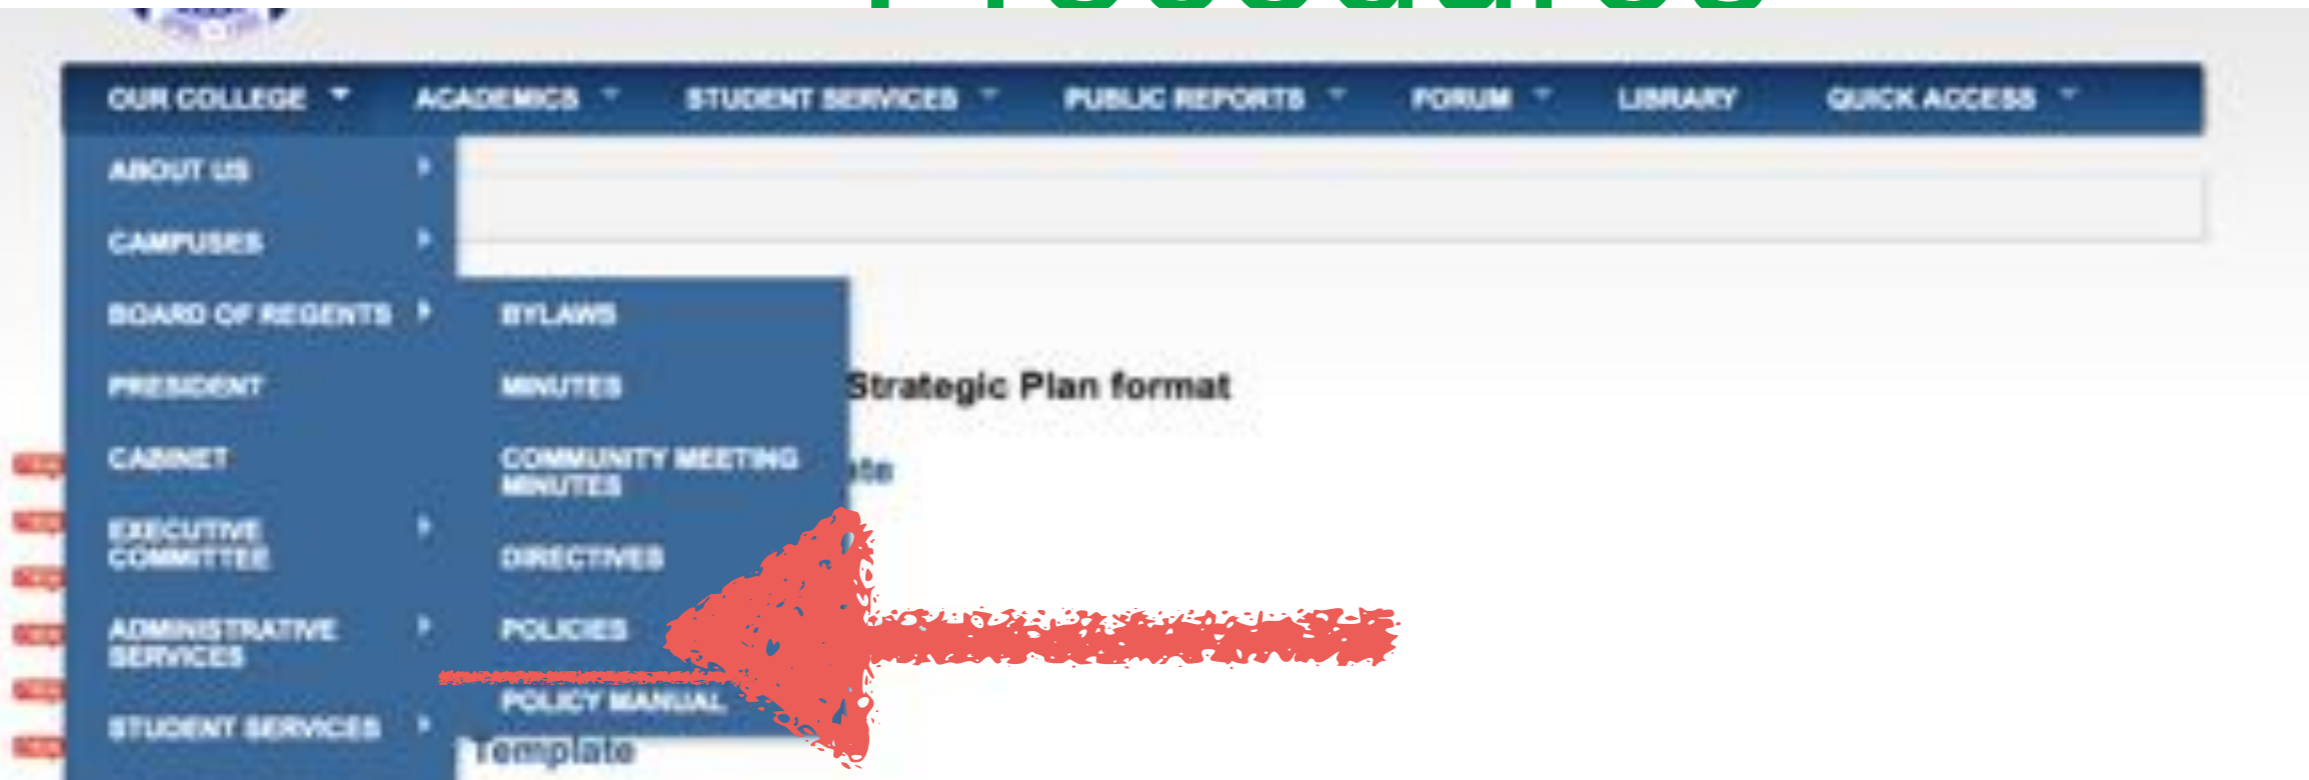 Procedures
OUR COLLEGE ACADEMICS STUDENT SERVICES PUBLIC REPORTS FORUM LIBRARY QUICK ACCESS
ABOUT US
CAMPUSES
BOARD OF REGENTS
PRESIDENT
CABINET
EXECUTIVE
COMMITTEE
ADMINISTRATIVE
SERVICES
STUDENT SERVICES
BYLAWS
MINUTES
COMMUNITY MEETING
MINUTES
DIRECTIVES
POLICIES
POLICY MANUAL
Strategic Plan format
Template